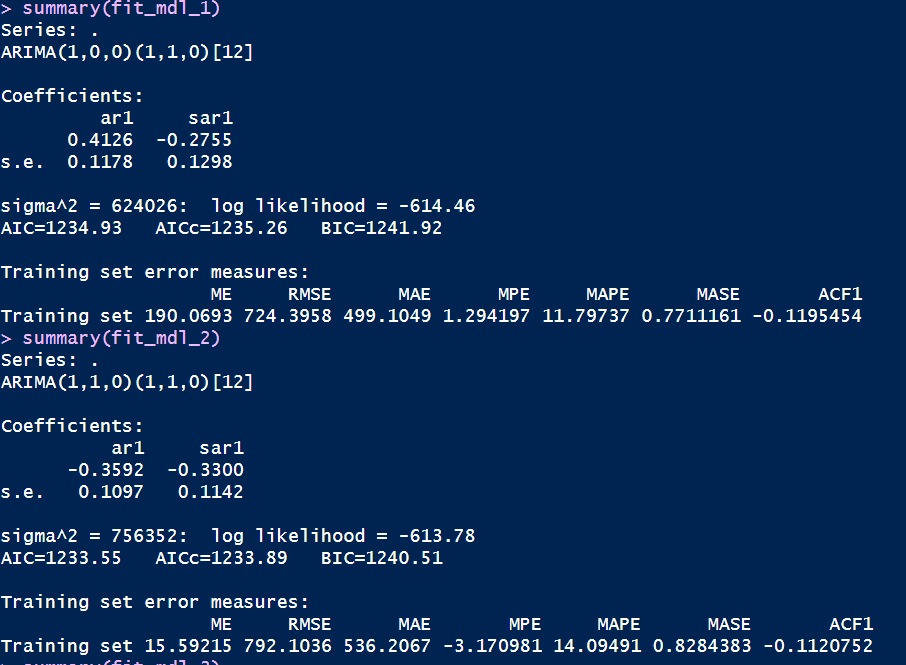 > summary(fit_mdl_1)
Series: .
ARIMA(1,0,0)(1,1,0)[12]
Coefficients:
ar1 sar1
0.4126 -0.2755
s.e. 0.1178 0.1298
sigma^2 = 624026: log likelihood = -614.46
AIC=1234.93 AICc=1235.26 BIC=1241.92
Training set error measures:
ME RMSE MAE MPE MAPE MASE ACF1
Training set 190.0693 724.3958 499.1049 1.294197 11.79737 0.7711161 -0.1195454
> summary(fit_mdl_2)
Series: .
ARIMA(1,1,0)(1,1,0)[12]
Coefficients:
ar1 sar1
-0.3592 -0.3300
s.e. 0.1097 0.1142
sigma^2 = 756352: log likelihood = -613.78
AIC=1233.55 AICc=1233.89 BIC=1240.51
Training set error measures:
ME RMSE MAE MPE MAPE MASE ACF1
Training set 15.59215 792.1036 536.2067 -3.170981 14.09491 0.8284383 -0.1120752